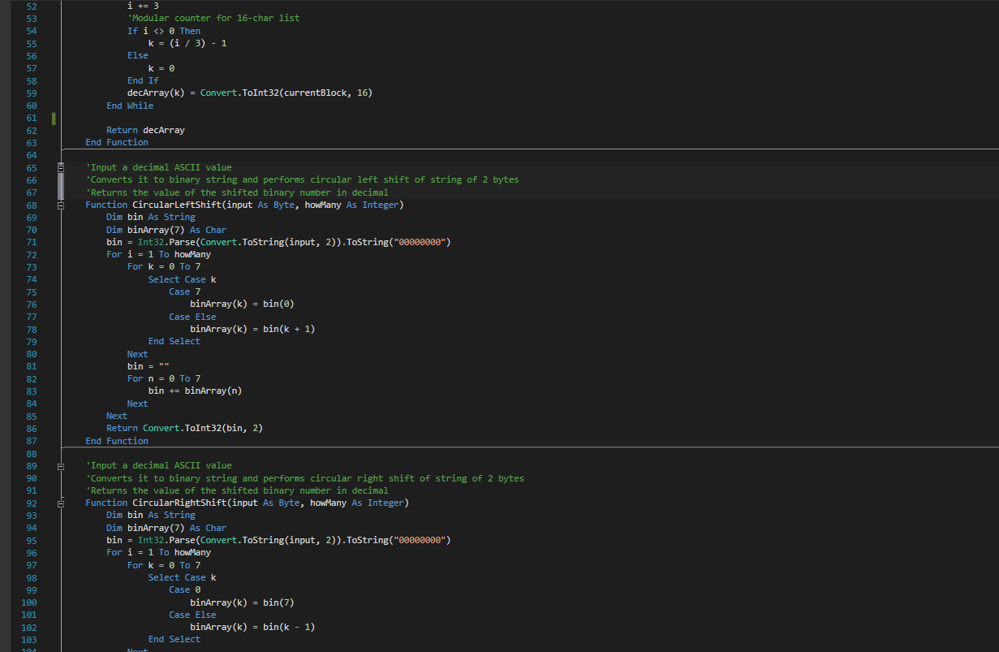 52 i += 3
53 'Modular counter for 16-char list
54 If i <> 0 Then
55 k = (i / 3) - 1
56 Else
57 k = 0
58 End If
59 decArray(k) = Convert.ToInt32(currentBlock, 16)
60 End While
61
62 Return decArray
63 End Function
64
65 'Input a decimal ASCII value
66 'Converts it to binary string and performs circular left shift of string of 2 bytes
67 'Returns the value of the shifted binary number in decimal
68 Function CircularLeftShift(input As Byte, howMany As Integer)
69 Dim bin As String
70 Dim binArray(7) As Char
71 bin = Int32.Parse(Convert.ToString(input, 2)).ToString("00000000")
72 For i = 1 To howMany
73 For k = 0 To 7
74 Select Case k
75 Case 7
76 binArray(k) = bin(0)
77 Case Else
78 binArray(k) = bin(k + 1)
79 End Select
80 Next
81 bin = ""
82 For n = 0 To 7
83 bin += binArray(n)
84 Next
85 Next
86 Return Convert.ToInt32(bin, 2)
87 End Function
88
89 'Input a decimal ASCII value
90 'Converts it to binary string and performs circular right shift of string of 2 bytes
91 'Returns the value of the shifted binary number in decimal
92 Function CircularRightShift(input As Byte, howMany As Integer)
93 Dim bin As String
94 Dim binArray(7) As Char
95 bin = Int32.Parse(Convert.ToString(input, 2)).ToString("00000000")
96 For i = 1 To howMany
97 For k = 0 To 7
98 Select Case k
99 Case 0
100 binArray(k) = bin(7)
101 Case Else
102 binArray(k) = bin(k - 1)
103 End Select
104 Next